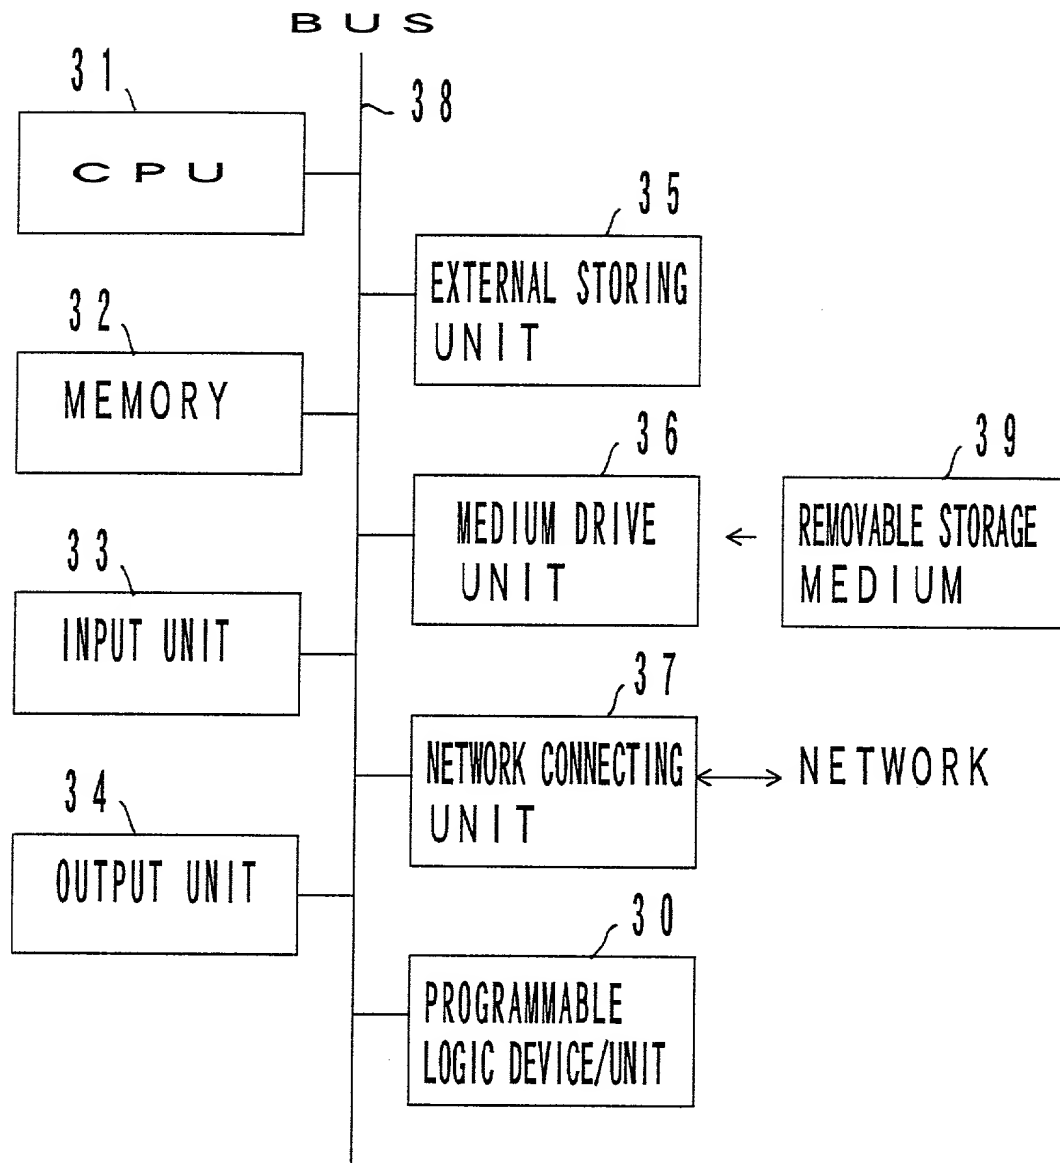 BUS
38
31
CPU
35
EXTERNAL STORING
UNIT
32
MEMORY
36
MEDIUM DRIVE
UNIT
39
REMOVABLE STORAGE
MEDIUM
33
INPUT UNIT
37
NETWORK CONNECTING
UNIT
NETWORK
34
OUTPUT UNIT
30
PROGRAMMABLE
LOGIC DEVICE/UNIT